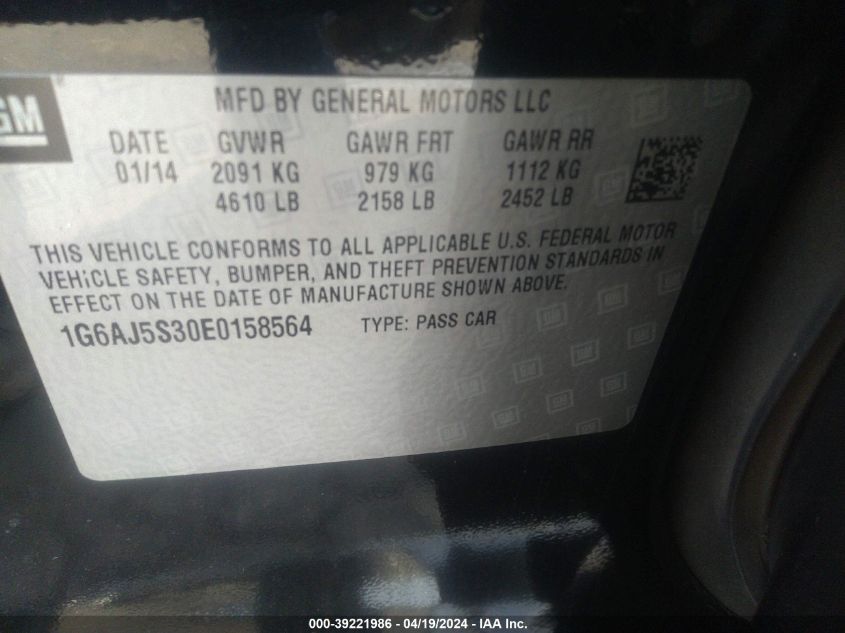 GM
MFD BY GENERAL MOTORS LLC
DATE GVWR GAWR FRT GAWR RR
01/14 2091 KG 979 KG 1112 KG
4610 LB 2158 LB 2452 LB
THIS VEHICLE CONFORMS TO ALL APPLICABLE U.S. FEDERAL MOTOR
VEHICLE SAFETY, BUMPER, AND THEFT PREVENTION STANDARDS IN
EFFECT ON THE DATE OF MANUFACTURE SHOWN ABOVE.
1G6AJ5S30E0158564 TYPE: PASS CAR
000-39221986 - 04/19/2024 - IAA Inc.